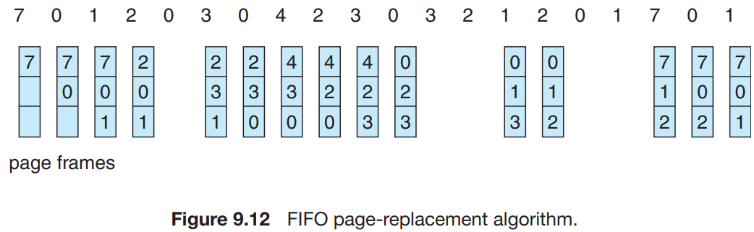 7 0 1 2 0 3 0 4 2 3 0 3 2 1 2 0 1 7 0 1
7 7 7 2 2 2 4 4 4 0 0 0 7 7 7
0 0 0 3 3 3 2 2 2 1 1 1 0 0
1 1 1 0 0 0 3 3 3 2 2 2 1
page frames
Figure 9.12 FIFO page-replacement algorithm.